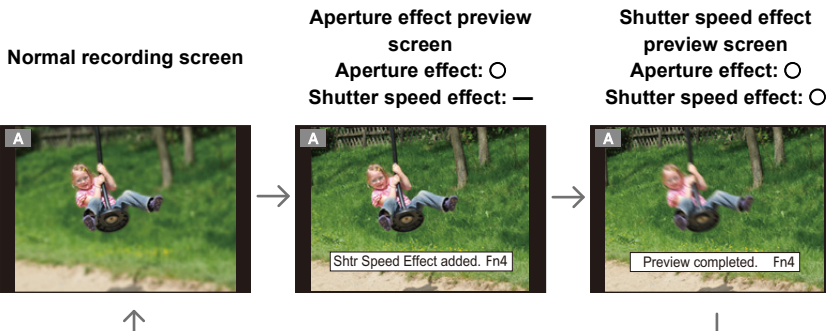 Normal recording screen
Aperture effect preview
screen
Aperture effect: ○
Shutter speed effect: —
Shutter speed effect
preview screen
Aperture effect: ○
Shutter speed effect: ○
A
A
Shtr Speed Effect added. Fn4
A
Preview completed. Fn4